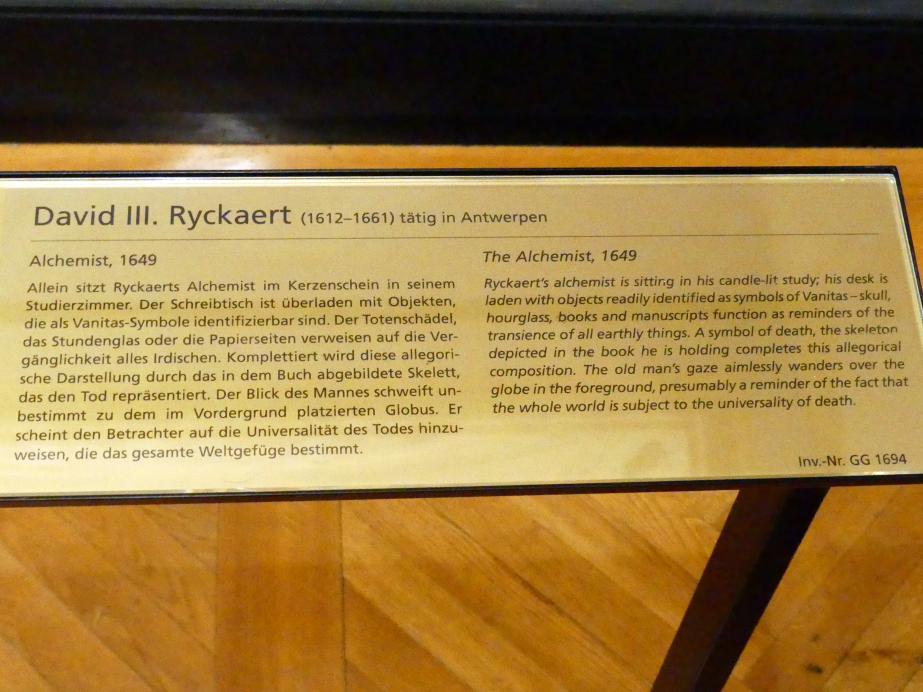 David III. Ryckaert (1612–1661) tätig in Antwerpen
Alchemist, 1649
Allein sitzt Ryckaerts Alchemist im Kerzenschein in seinem
Studierzimmer. Der Schreibtisch ist überladen mit Objekten,
die als Vanitas-Symbole identifizierbar sind. Der Totenschädel,
das Stundenglas oder die Papierseiten verweisen auf die Ver-
gänglichkeit alles Irdischen. Komplettiert wird diese allegori-
sche Darstellung durch das in dem Buch abgebildete Skelett,
das den Tod repräsentiert. Der Blick des Mannes schweift un-
bestimmt zu dem im Vordergrund platzierten Globus. Er
scheint den Betrachter auf die Universalität des Todes hinzu-
weisen, die das gesamte Weltgefüge bestimmt.
The Alchemist, 1649
Ryckaert's alchemist is sitting in his candle-lit study; his desk is
laden with objects readily identified as symbols of Vanitas – skull,
hourglass, books and manuscripts function as reminders of the
transience of all earthly things. A symbol of death, the skeleton
depicted in the book he is holding completes this allegorical
composition. The old man's gaze aimlessly wanders over the
globe in the foreground, presumably a reminder of the fact that
the whole world is subject to the universality of death.
Inv.-Nr. GG 1694